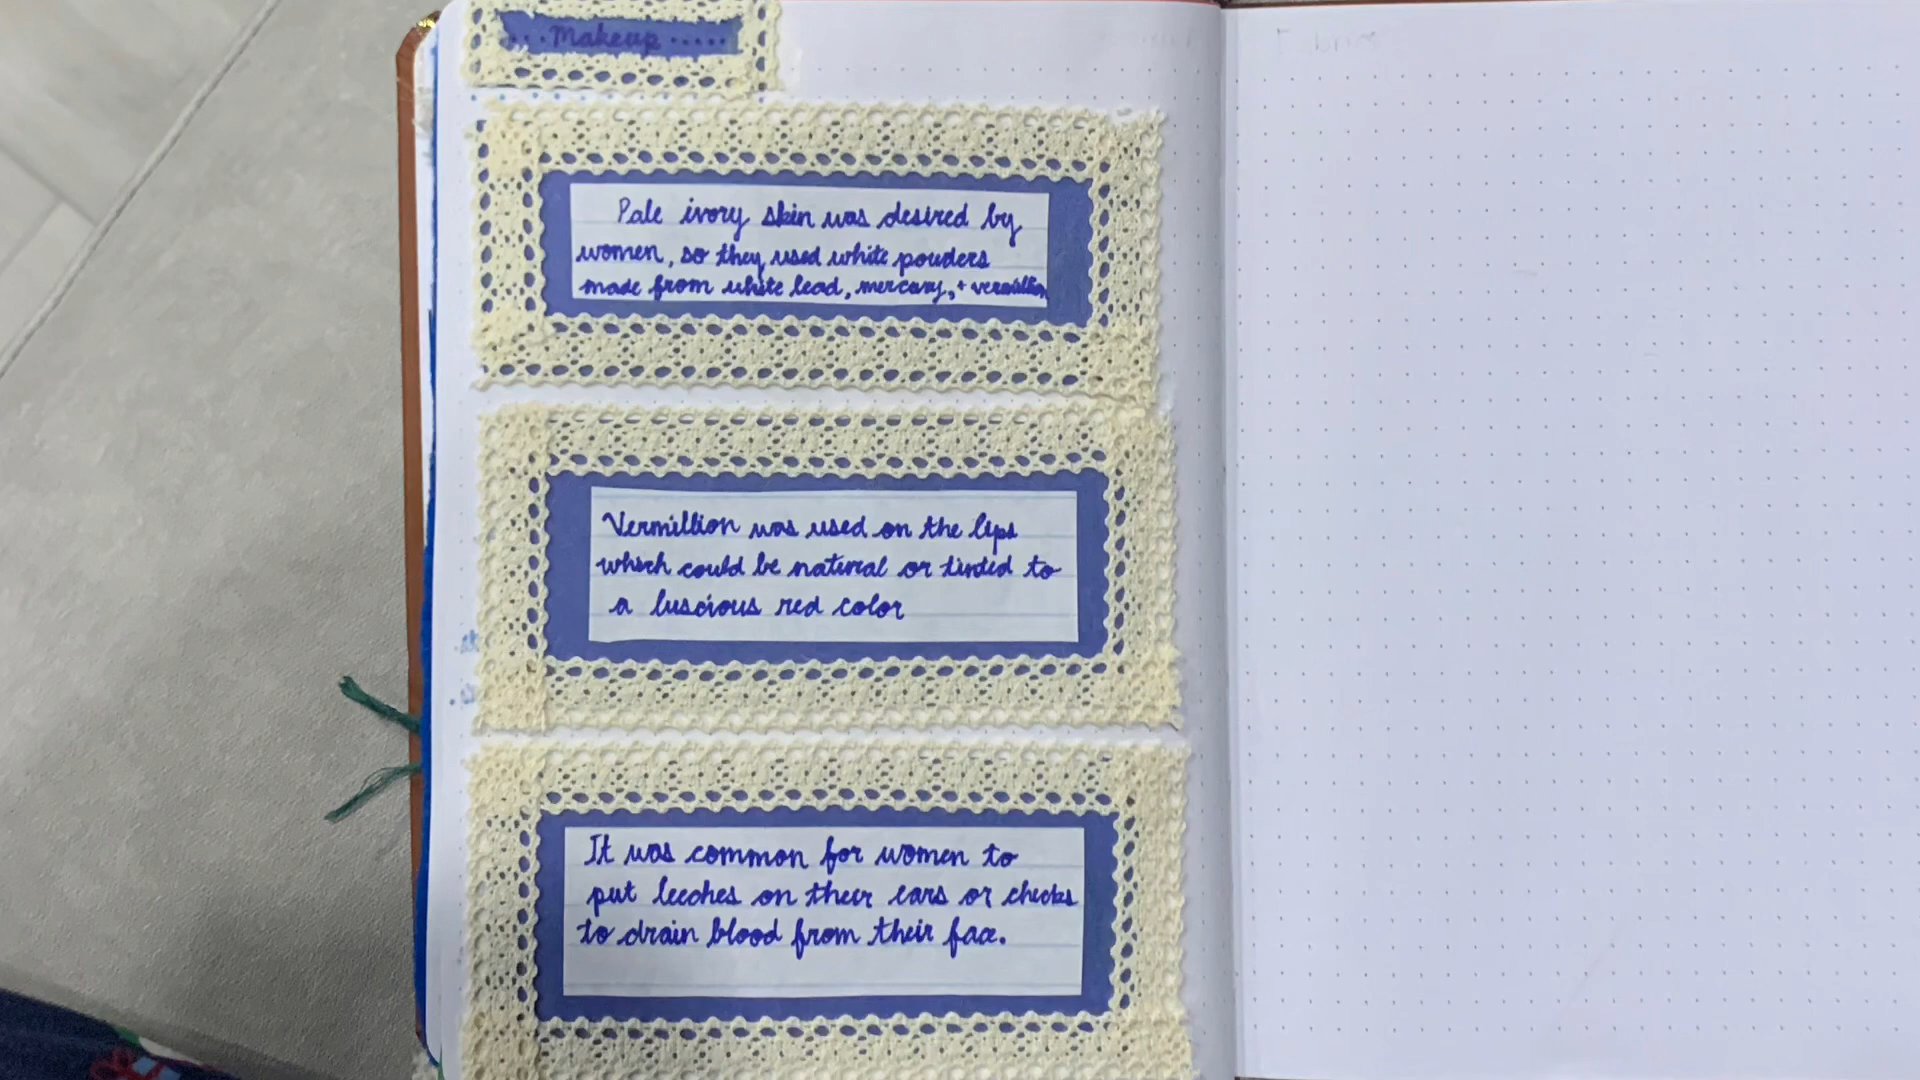 Makeup
Pale ivory skin was desired by
women, so they used white powders
made from white lead, mercury, + vermillion
Vermillion was used on the lips
which could be natural or tinted to
a luscious red color
It was common for women to
put leeches on their ears or cheeks
to drain blood from their face.